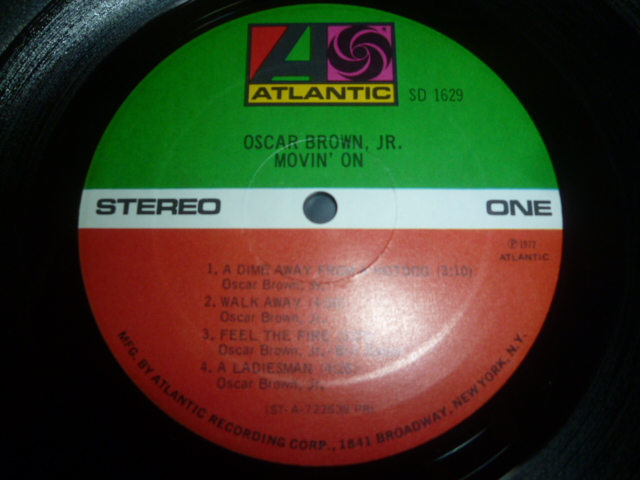 ATLANTIC
SD 1629
OSCAR BROWN, JR.
MOVIN' ON
STEREO
ONE
℗ 1972
ATLANTIC
1. A DIME AWAY FROM A HOTDOG (3:10)
Oscar Brown, Jr.
2. WALK AWAY
Oscar Brown, Jr.
3. FEEL THE FIRE
Oscar Brown, Jr.
4. A LADIESMAN
Oscar Brown, Jr.
MFG. BY ATLANTIC RECORDING CORP., 1841 BROADWAY, NEW YORK, N.Y.